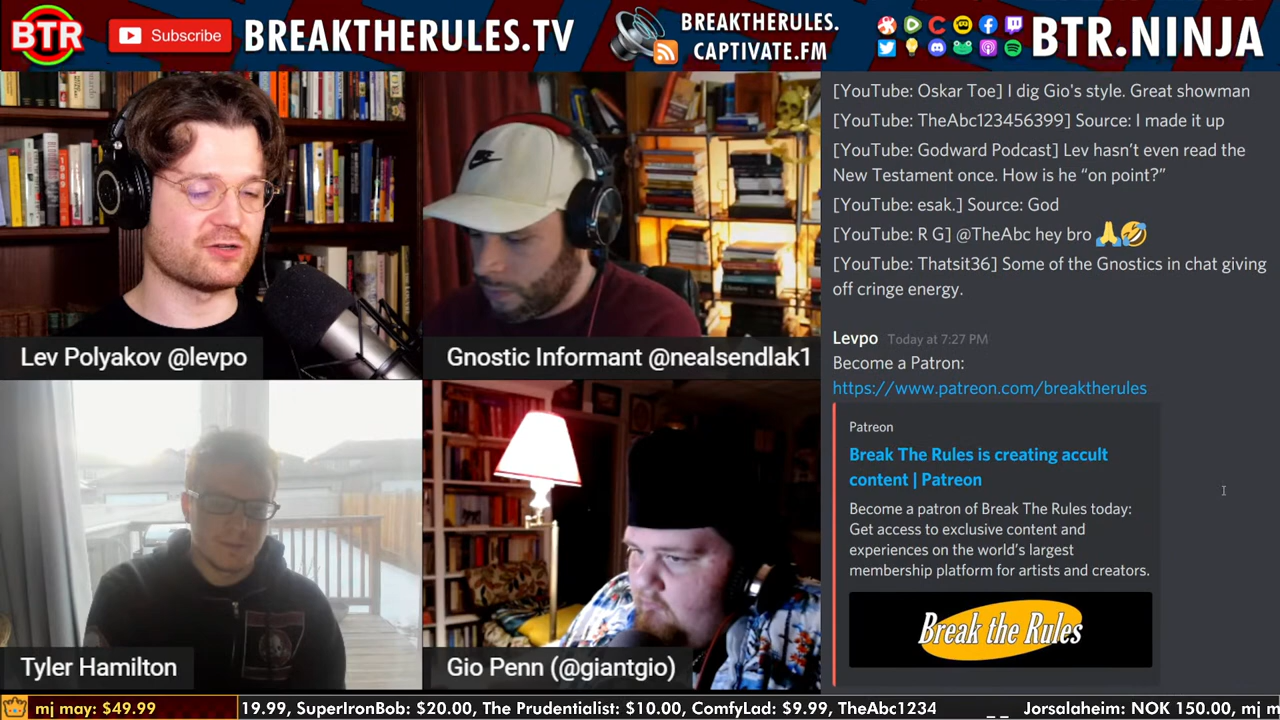 BTR
Subscribe
BREAKTHERULES.TV
BREAKTHERULES.
CAPTIVATE.FM
BTR.NINJA
[YouTube: Oskar Toe] I dig Gio's style. Great showman
[YouTube: TheAbc123456399] Source: I made it up
[YouTube: Godward Podcast] Lev hasn't even read the
New Testament once. How is he “on point?”
[YouTube: esak.] Source: God
[YouTube: R G] @TheAbc hey bro 🙏🤣
[YouTube: Thatsit36] Some of the Gnostics in chat giving
off cringe energy.
Levpo Today at 7:27 PM
Become a Patron:
https://www.patreon.com/breaktherules
Patreon
Break The Rules is creating accult
content | Patreon
Become a patron of Break The Rules today:
Get access to exclusive content and
experiences on the world's largest
membership platform for artists and creators.
Break the Rules
1989
Lev Polyakov @levpo
Gnostic Informant @nealsendlak1
Tyler Hamilton
Gio Penn (@giantgio)
mj may: $49.99
19.99, SuperIronBob: $20.00, The Prudentialist: $10.00, ComfyLad: $9.99, TheAbc1234
Jorsalaheim: NOK 150.00, mj m